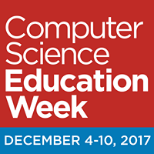 Computer
Science
Education
Week
DECEMBER 4-10, 2017